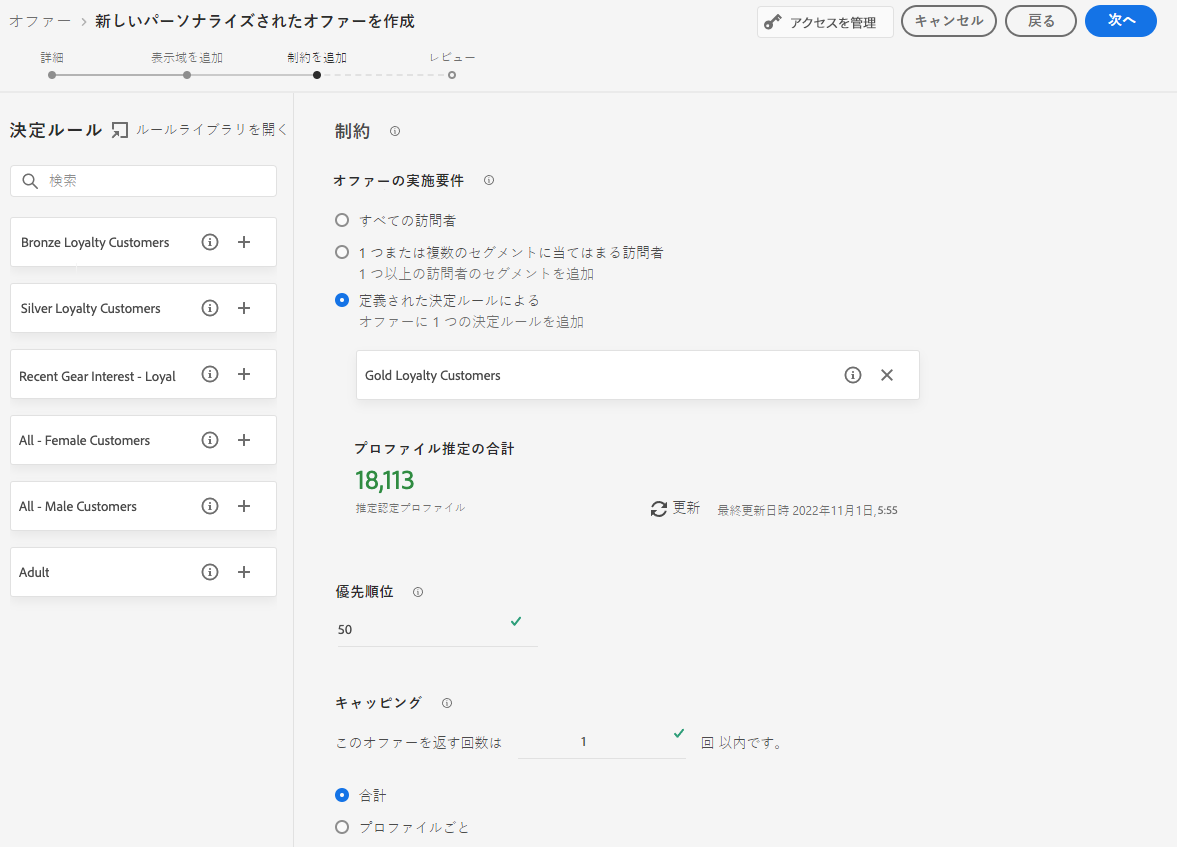 オファー › 新しいパーソナライズされたオファーを作成
アクセスを管理
キャンセル
戻る
次へ
詳細
表示域を追加
制約を追加
レビュー
決定ルール
ルールライブラリを開く
検索
Bronze Loyalty Customers
Silver Loyalty Customers
Recent Gear Interest - Loyal
All - Female Customers
All - Male Customers
Adult
制約
オファーの実施要件
すべての訪問者
1 つまたは複数のセグメントに当てはまる訪問者
1 つ以上の訪問者のセグメントを追加
定義された決定ルールによる
オファーに 1 つの決定ルールを追加
Gold Loyalty Customers
プロファイル推定の合計
18,113
推定認定プロファイル
更新
最終更新日時 2022年11月1日,5:55
優先順位
50
キャッピング
このオファーを返す回数は 1 回 以内です。
合計
プロファイルごと